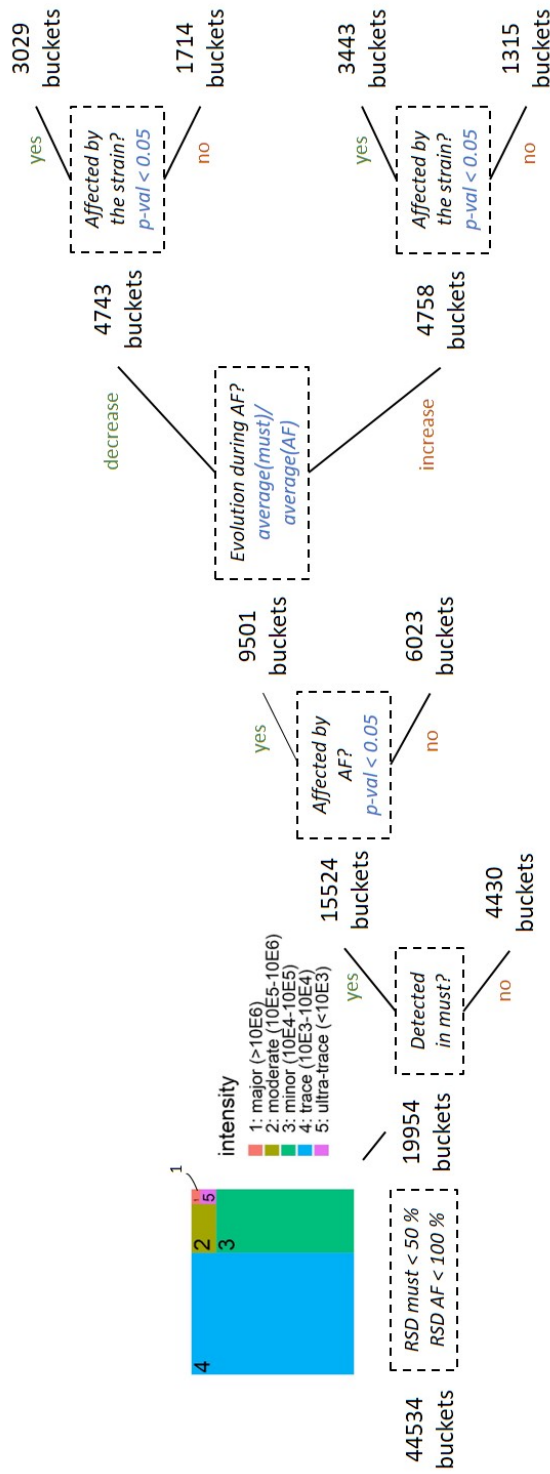 44534
buckets
RSD must < 50 %
RSD AF < 100 %
4
2
3
1
5
1
intensity
1: major (>10E6)
2: moderate (10E5-10E6)
3: minor (10E4-10E5)
4: trace (10E3-10E4)
5: ultra-trace (<10E3)
19954
buckets
Detected
in must?
yes
no
15524
buckets
4430
buckets
Affected by
AF?
p-val < 0.05
yes
no
9501
buckets
6023
buckets
Evolution during AF?
average(must)/
average(AF)
decrease
increase
4743
buckets
4758
buckets
Affected by
the strain?
p-val < 0.05
yes
no
3029
buckets
1714
buckets
Affected by
the strain?
p-val < 0.05
yes
no
3443
buckets
1315
buckets